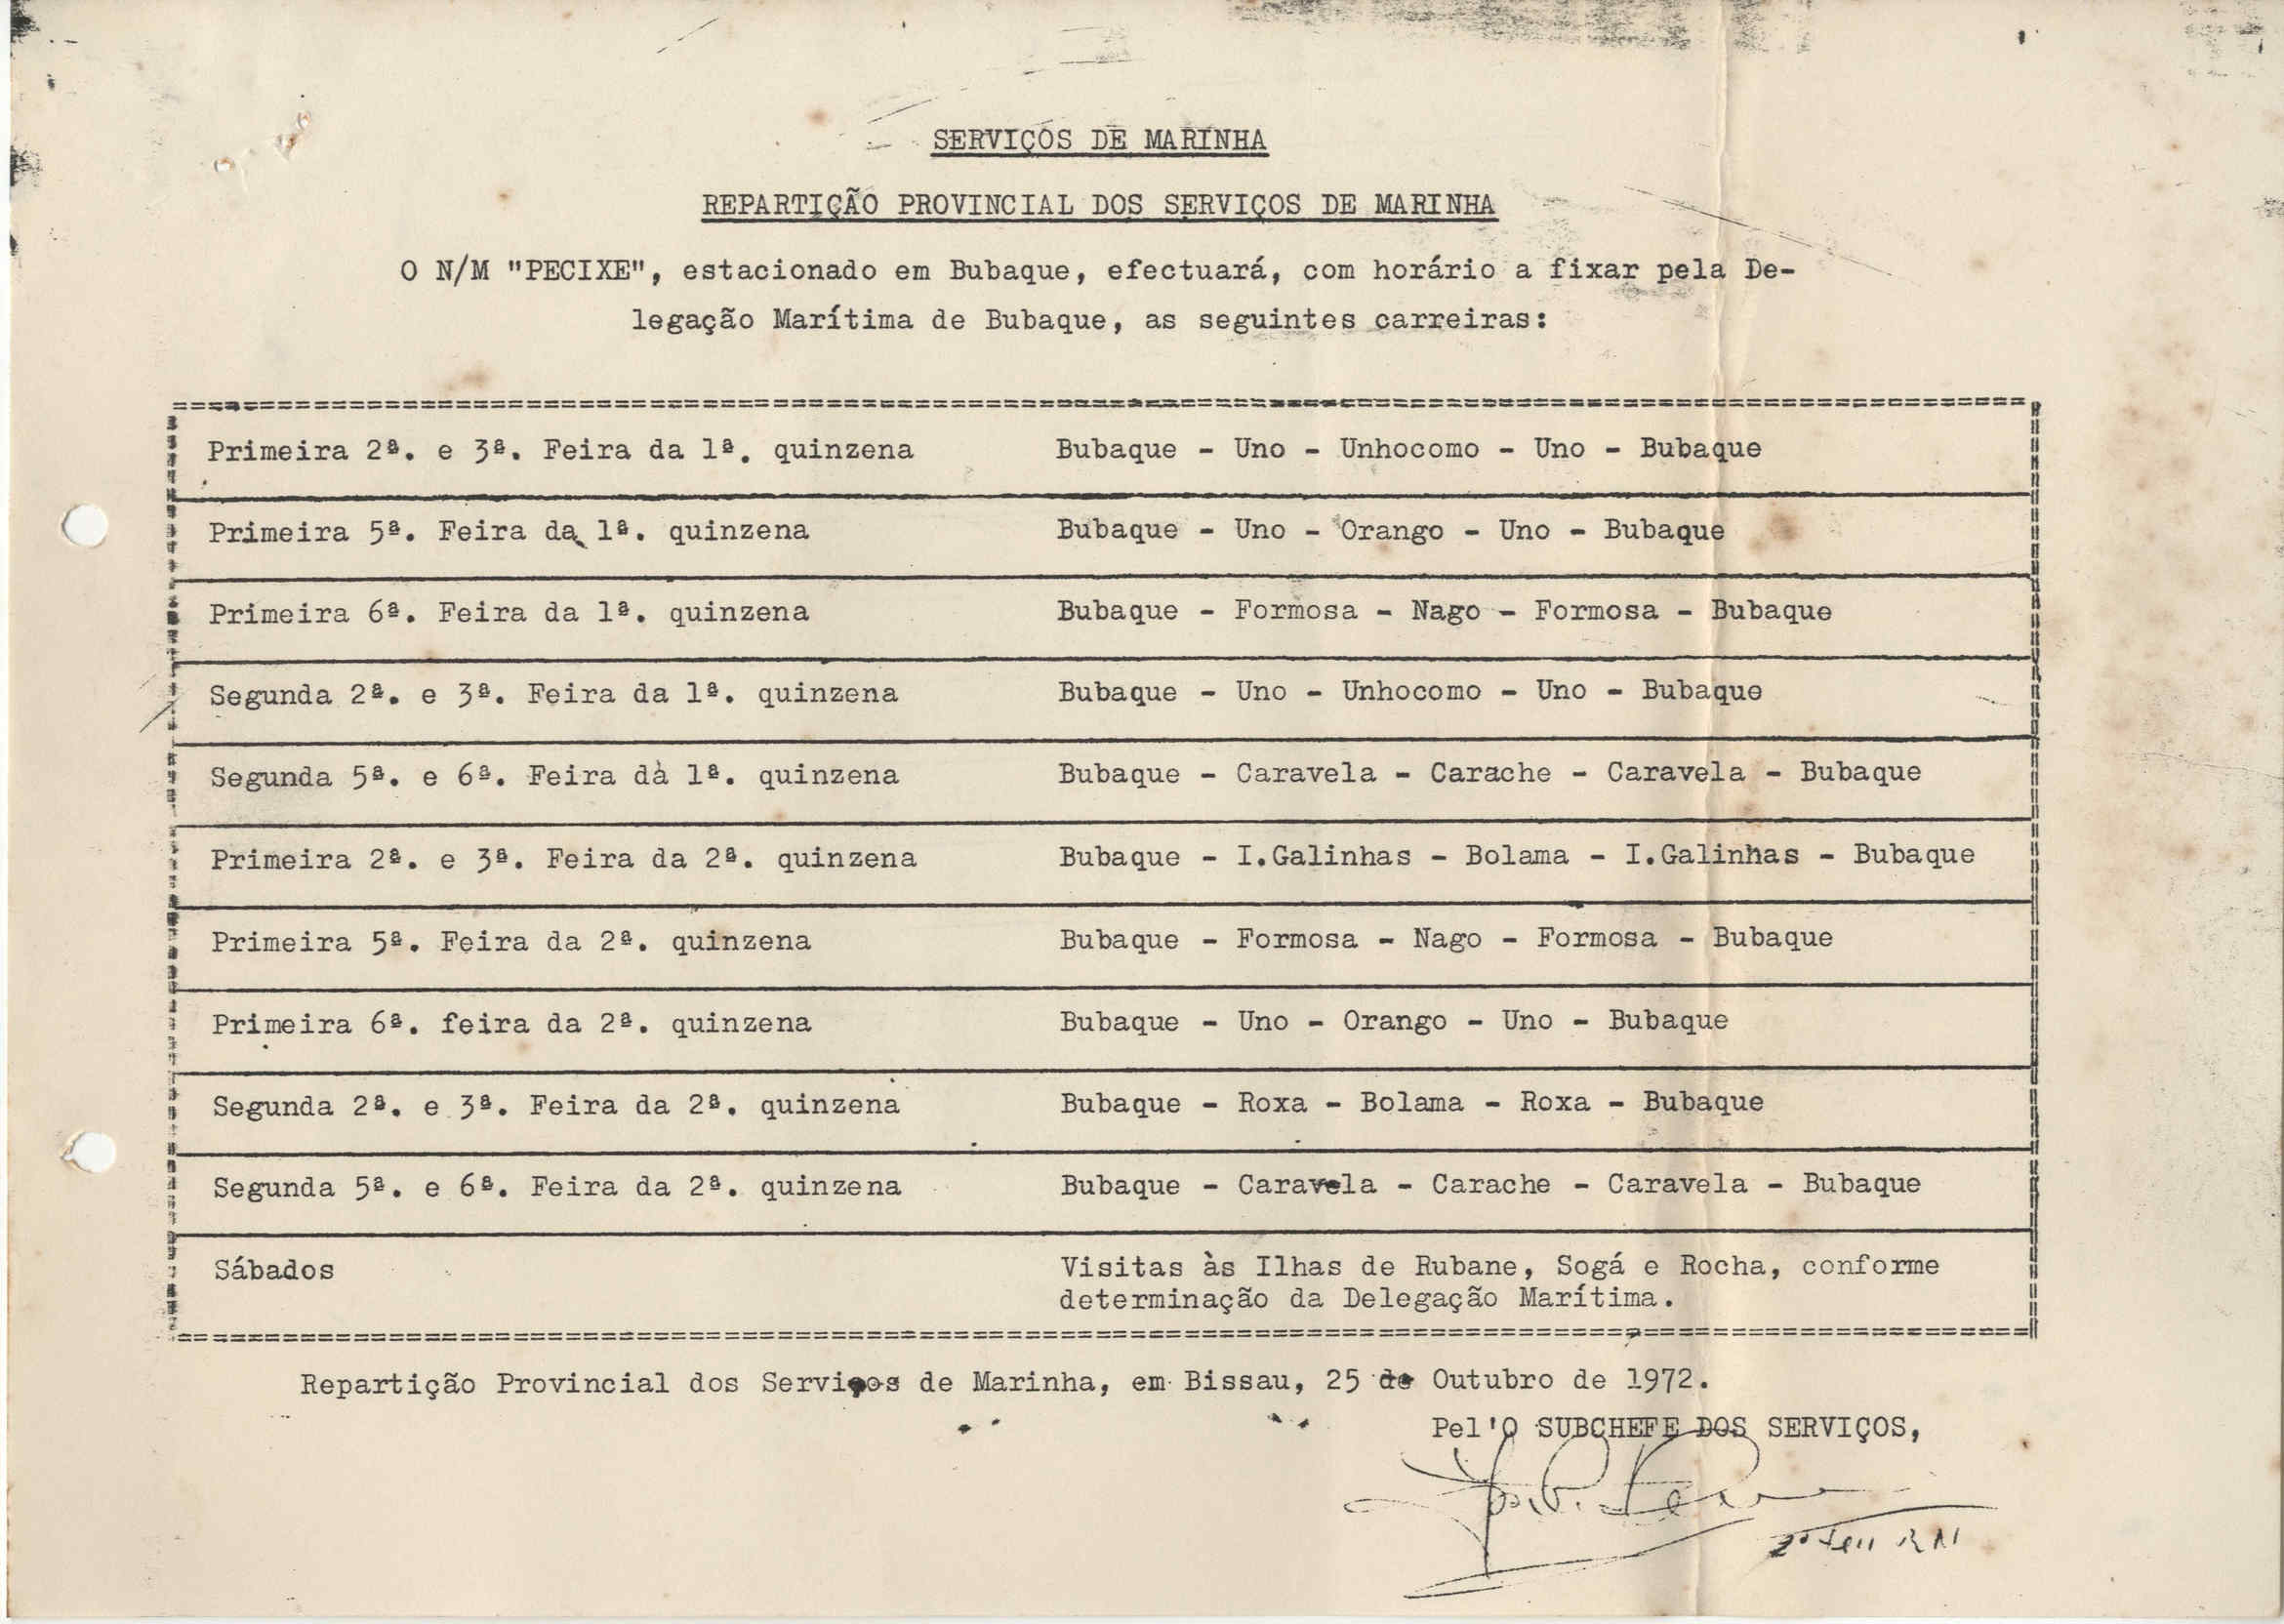 SERVIÇOS DE MARINHA
REPARTIÇÃO PROVINCIAL DOS SERVIÇOS DE MARINHA
O N/M "PECIXE", estacionado em Bubaque, efectuará, com horário a fixar pela De-
legação Marítima de Bubaque, as seguintes carreiras:
Primeira 2ª. e 3ª. Feira da 1ª. quinzena Bubaque - Uno - Unhocomo - Uno - Bubaque
Primeira 5ª. Feira da 1ª. quinzena Bubaque - Uno - Orango - Uno - Bubaque
Primeira 6ª. Feira da 1ª. quinzena Bubaque - Formosa - Nago - Formosa - Bubaque
Segunda 2ª. e 3ª. Feira da 1ª. quinzena Bubaque - Uno - Unhocomo - Uno - Bubaque
Segunda 5ª. e 6ª. Feira da 1ª. quinzena Bubaque - Caravela - Carache - Caravela - Bubaque
Primeira 2ª. e 3ª. Feira da 2ª. quinzena Bubaque - I.Galinhas - Bolama - I.Galinhas - Bubaque
Primeira 5ª. Feira da 2ª. quinzena Bubaque - Formosa - Nago - Formosa - Bubaque
Primeira 6ª. feira da 2ª. quinzena Bubaque - Uno - Orango - Uno - Bubaque
Segunda 2ª. e 3ª. Feira da 2ª. quinzena Bubaque - Roxa - Bolama - Roxa - Bubaque
Segunda 5ª. e 6ª. Feira da 2ª. quinzena Bubaque - Caravela - Carache - Caravela - Bubaque
Sábados Visitas às Ilhas de Rubane, Sogá e Rocha, conforme
determinação da Delegação Marítima.
Repartição Provincial dos Serviços de Marinha, em Bissau, 25 de Outubro de 1972.
Pel'O SUBCHEFE DOS SERVIÇOS,